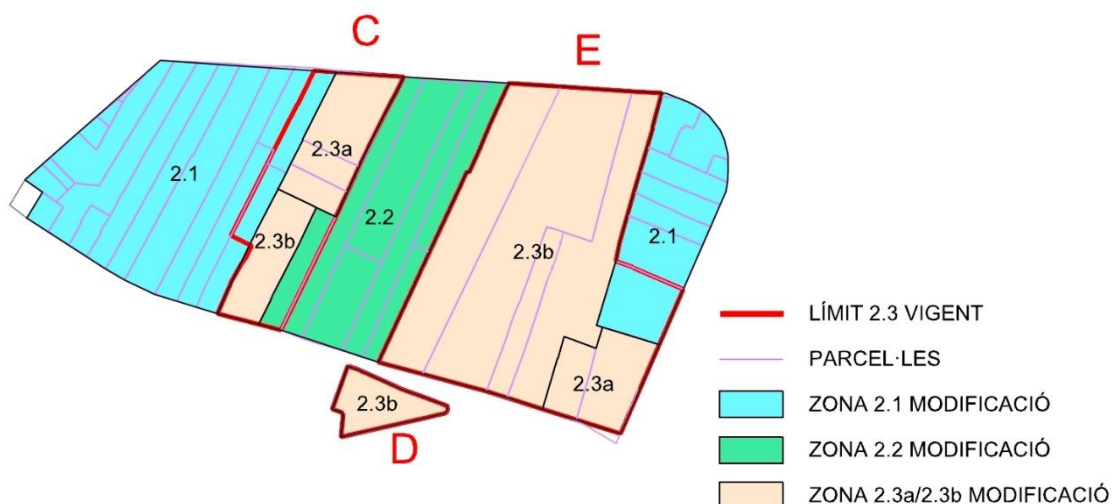 C
E
2.1
2.3a
2.3b
2.2
2.3b
2.1
2.3a
2.3b
D
LÍMIT 2.3 VIGENT
PARCEL·LES
ZONA 2.1 MODIFICACIÓ
ZONA 2.2 MODIFICACIÓ
ZONA 2.3a/2.3b MODIFICACIÓ